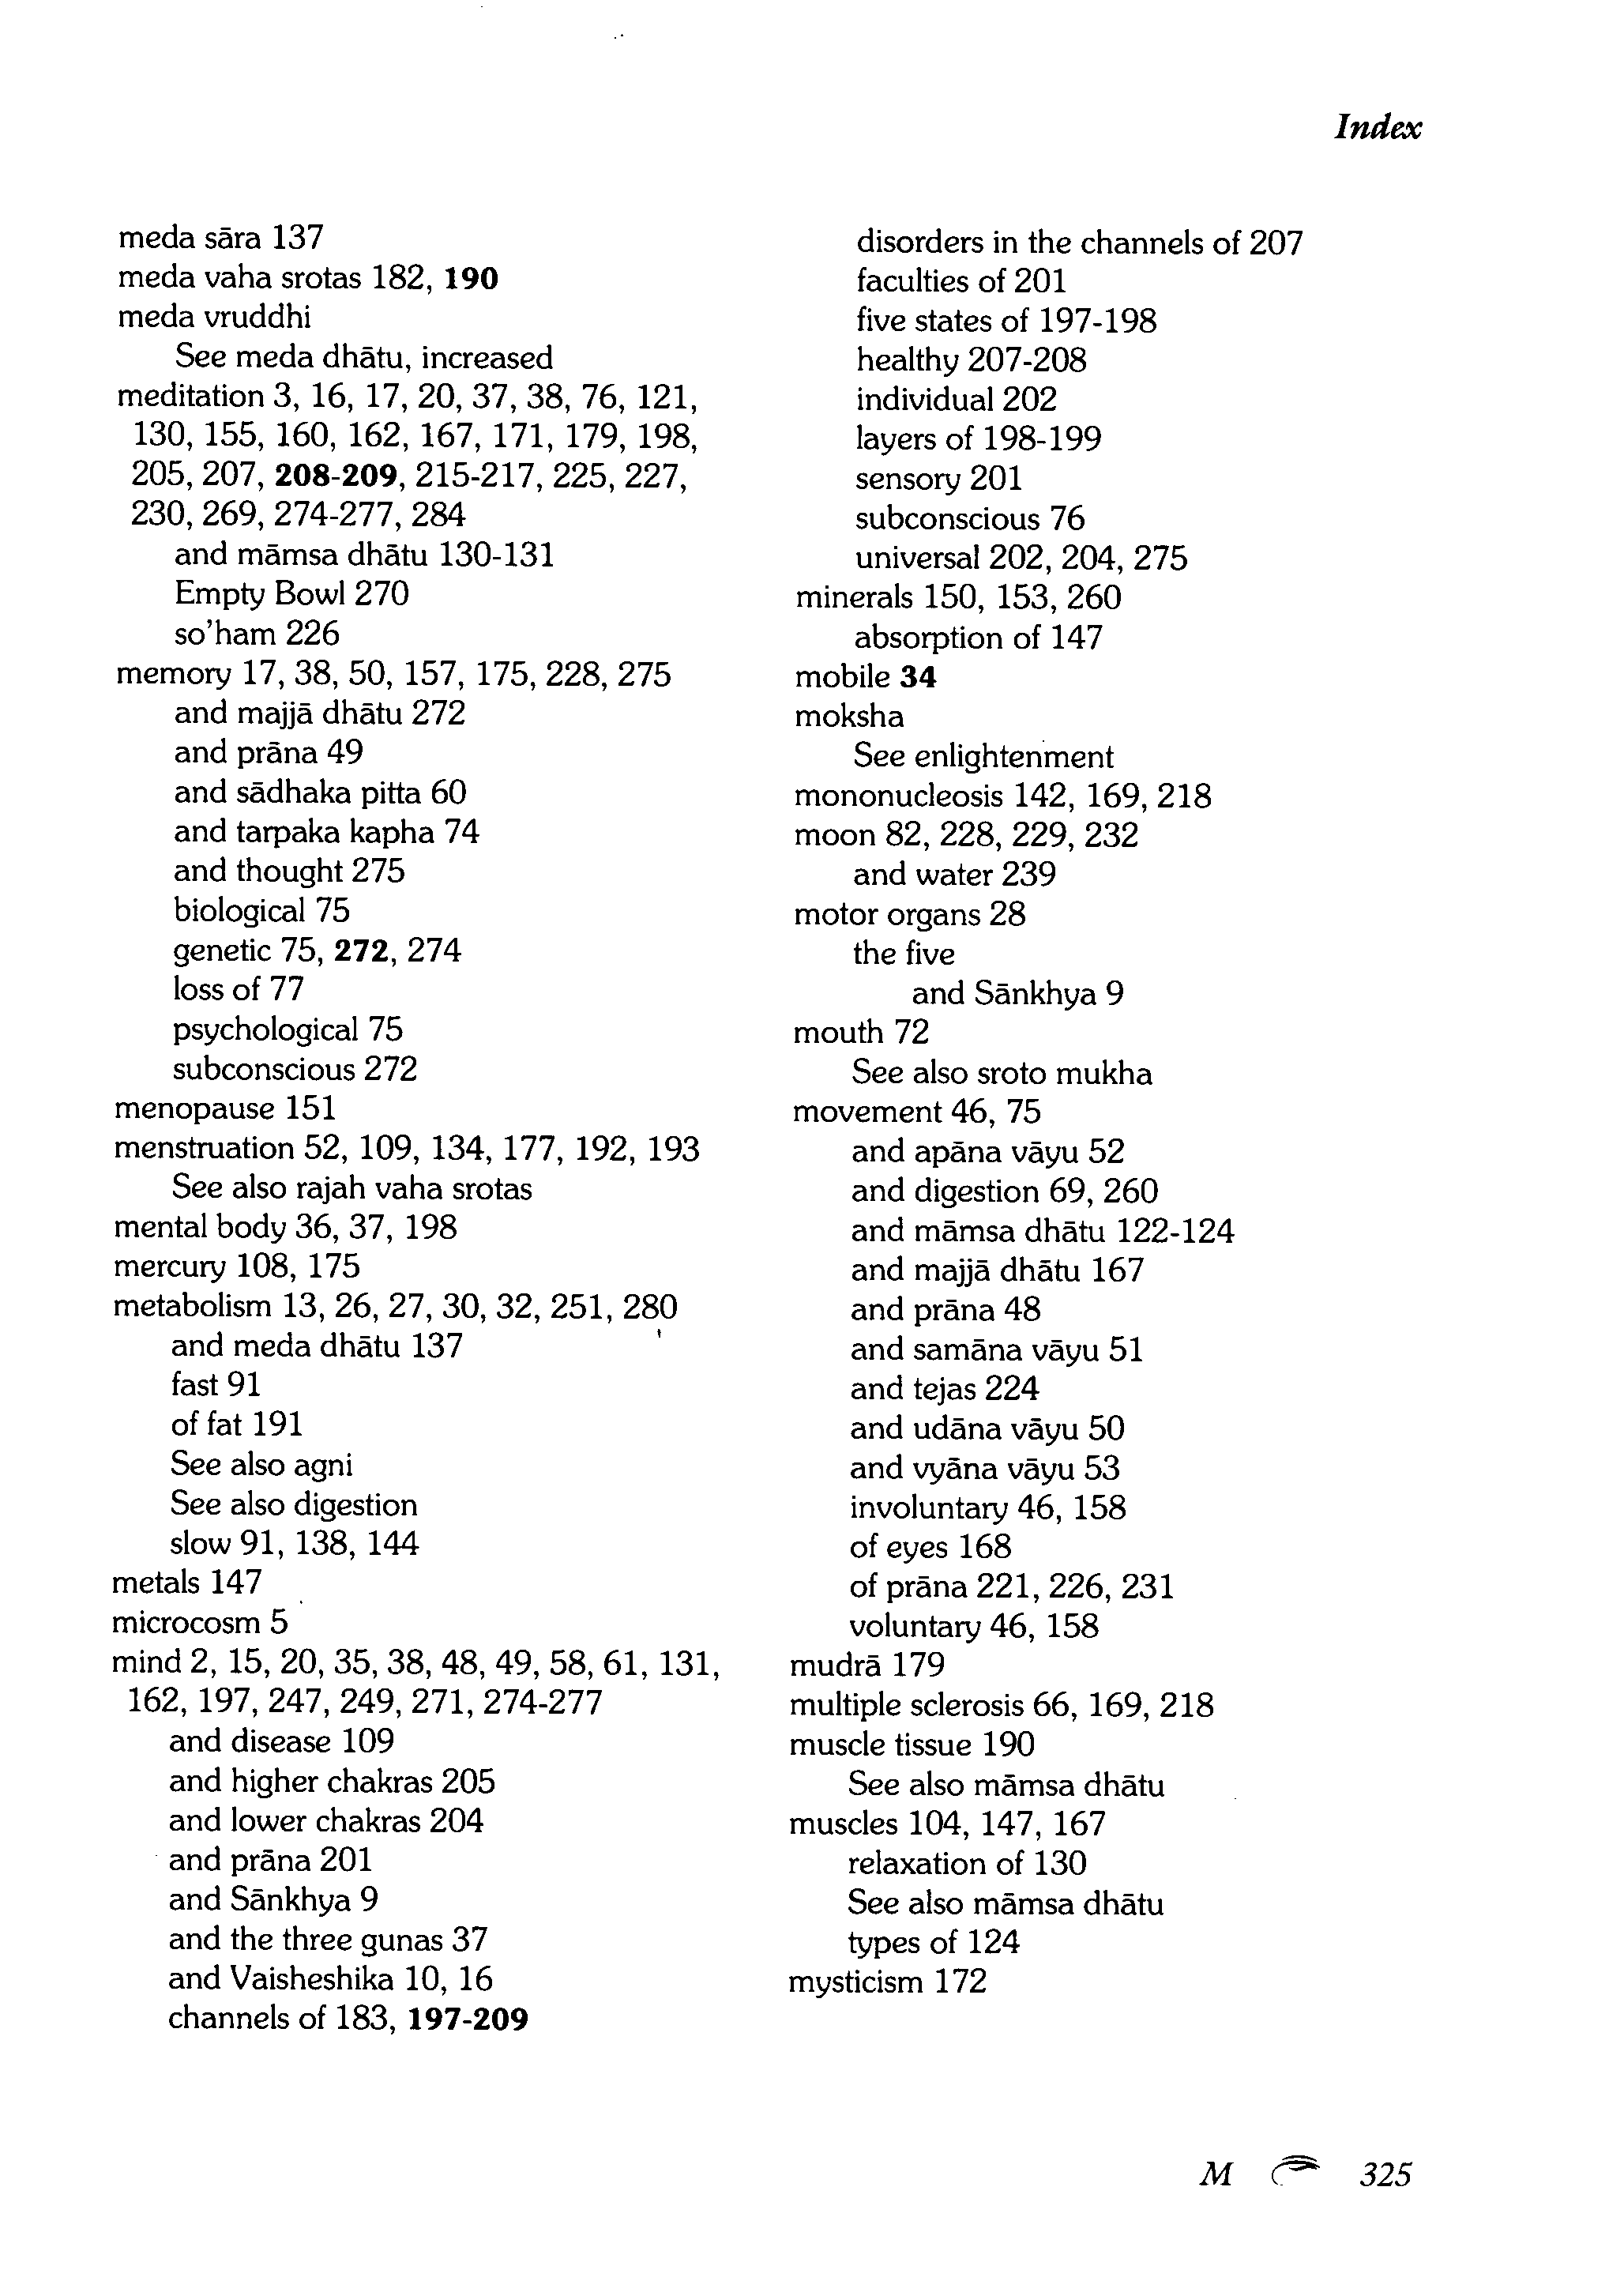 Index
meda sāra 137
meda vaha srotas 182, 190
meda vruddhi
See meda dhātu, increased
meditation 3, 16, 17, 20, 37, 38, 76, 121,
130, 155, 160, 162, 167, 171, 179, 198,
205, 207, 208-209, 215-217, 225, 227,
230, 269, 274-277, 284
and māmsa dhātu 130-131
Empty Bowl 270
so'ham 226
memory 17, 38, 50, 157, 175, 228, 275
and majjā dhātu 272
and prāna 49
and sādhaka pitta 60
and tarpaka kapha 74
and thought 275
biological 75
genetic 75, 272, 274
loss of 77
psychological 75
subconscious 272
menopause 151
menstruation 52, 109, 134, 177, 192, 193
See also rajah vaha srotas
mental body 36, 37, 198
mercury 108, 175
metabolism 13, 26, 27, 30, 32, 251, 280
and meda dhātu 137
fast 91
of fat 191
See also agni
See also digestion
slow 91, 138, 144
metals 147
microcosm 5
mind 2, 15, 20, 35, 38, 48, 49, 58, 61, 131,
162, 197, 247, 249, 271, 274-277
and disease 109
and higher chakras 205
and lower chakras 204
and prāna 201
and Sānkhya 9
and the three gunas 37
and Vaisheshika 10, 16
channels of 183, 197-209
disorders in the channels of 207
faculties of 201
five states of 197-198
healthy 207-208
individual 202
layers of 198-199
sensory 201
subconscious 76
universal 202, 204, 275
minerals 150, 153, 260
absorption of 147
mobile 34
moksha
See enlightenment
mononucleosis 142, 169, 218
moon 82, 228, 229, 232
and water 239
motor organs 28
the five
and Sānkhya 9
mouth 72
See also sroto mukha
movement 46, 75
and apāna vāyu 52
and digestion 69, 260
and māmsa dhātu 122-124
and majjā dhātu 167
and prāna 48
and samāna vāyu 51
and tejas 224
and udāna vāyu 50
and vyāna vāyu 53
involuntary 46, 158
of eyes 168
of prāna 221, 226, 231
voluntary 46, 158
mudrā 179
multiple sclerosis 66, 169, 218
muscle tissue 190
See also māmsa dhātu
muscles 104, 147, 167
relaxation of 130
See also māmsa dhātu
types of 124
mysticism 172
M 325